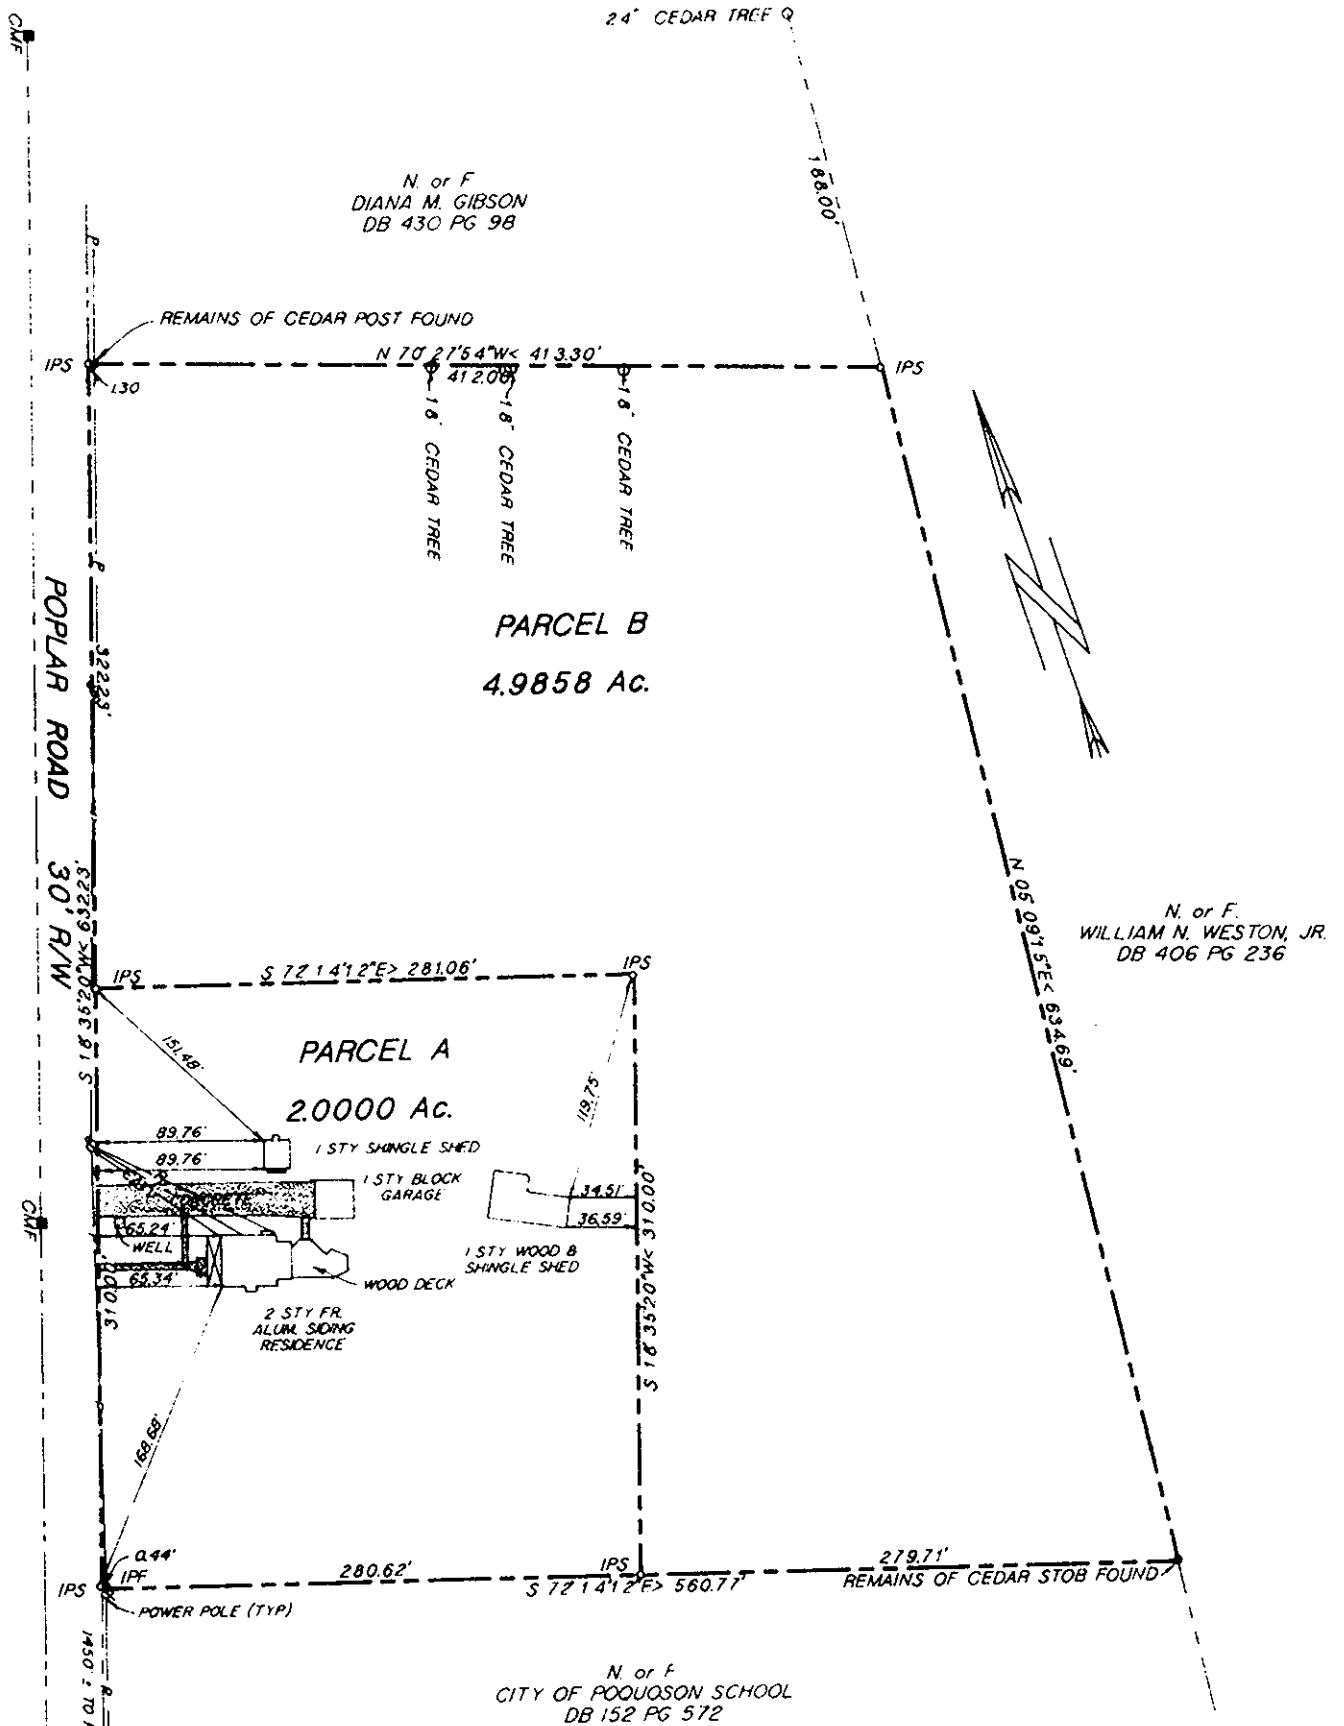 24" CEDAR TREE
CMF
188.00'
N. or F.
DIANA M. GIBSON
DB 430 PG 98
P
REMAINS OF CEDAR POST FOUND
IPS
N 70°27'54"W< 413.30'
IPS
1.30
412.00
18" CEDAR TREE
18" CEDAR TREE
18" CEDAR TREE
P
322.23'
POPLAR ROAD 30' R/W
PARCEL B
4.9858 Ac.
S 18°35'20"W< 632.23'
N 05°09'15"E< 634.69'
N. or F.
WILLIAM N. WESTON, JR.
DB 406 PG 236
IPS
S 72°14'12"E> 281.06'
IPS
151.48'
PARCEL A
2.0000 Ac.
119.75'
89.76'
1 STY SHINGLE SHED
89.76'
1 STY BLOCK
GARAGE
CONCRETE
34.51'
36.59'
CMF
65.24'
WELL
1 STY WOOD &
SHINGLE SHED
65.34'
WOOD DECK
310.00'
S 18°35'20"W< 310.00'
2 STY FR.
ALUM. SIDING
RESIDENCE
168.68'
0.44'
IPS
IPF
280.62'
IPS
279.71'
S 72°14'12"E> 560.77'
REMAINS OF CEDAR STOB FOUND
POWER POLE (TYP)
1450'± TO
P
N. or F.
CITY OF POQUOSON SCHOOL
DB 152 PG 572